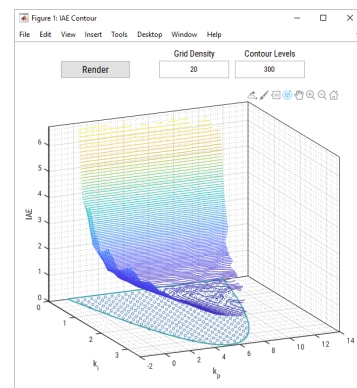 Figure 1: IAE Contour
File Edit View Insert Tools Desktop Window Help
Grid Density Contour Levels
Render 20 300
6
5
4
3
2
1
0
IAE
0
1
2
3
k_i
-2 0 2 4 6 8 10 12 14
k_p